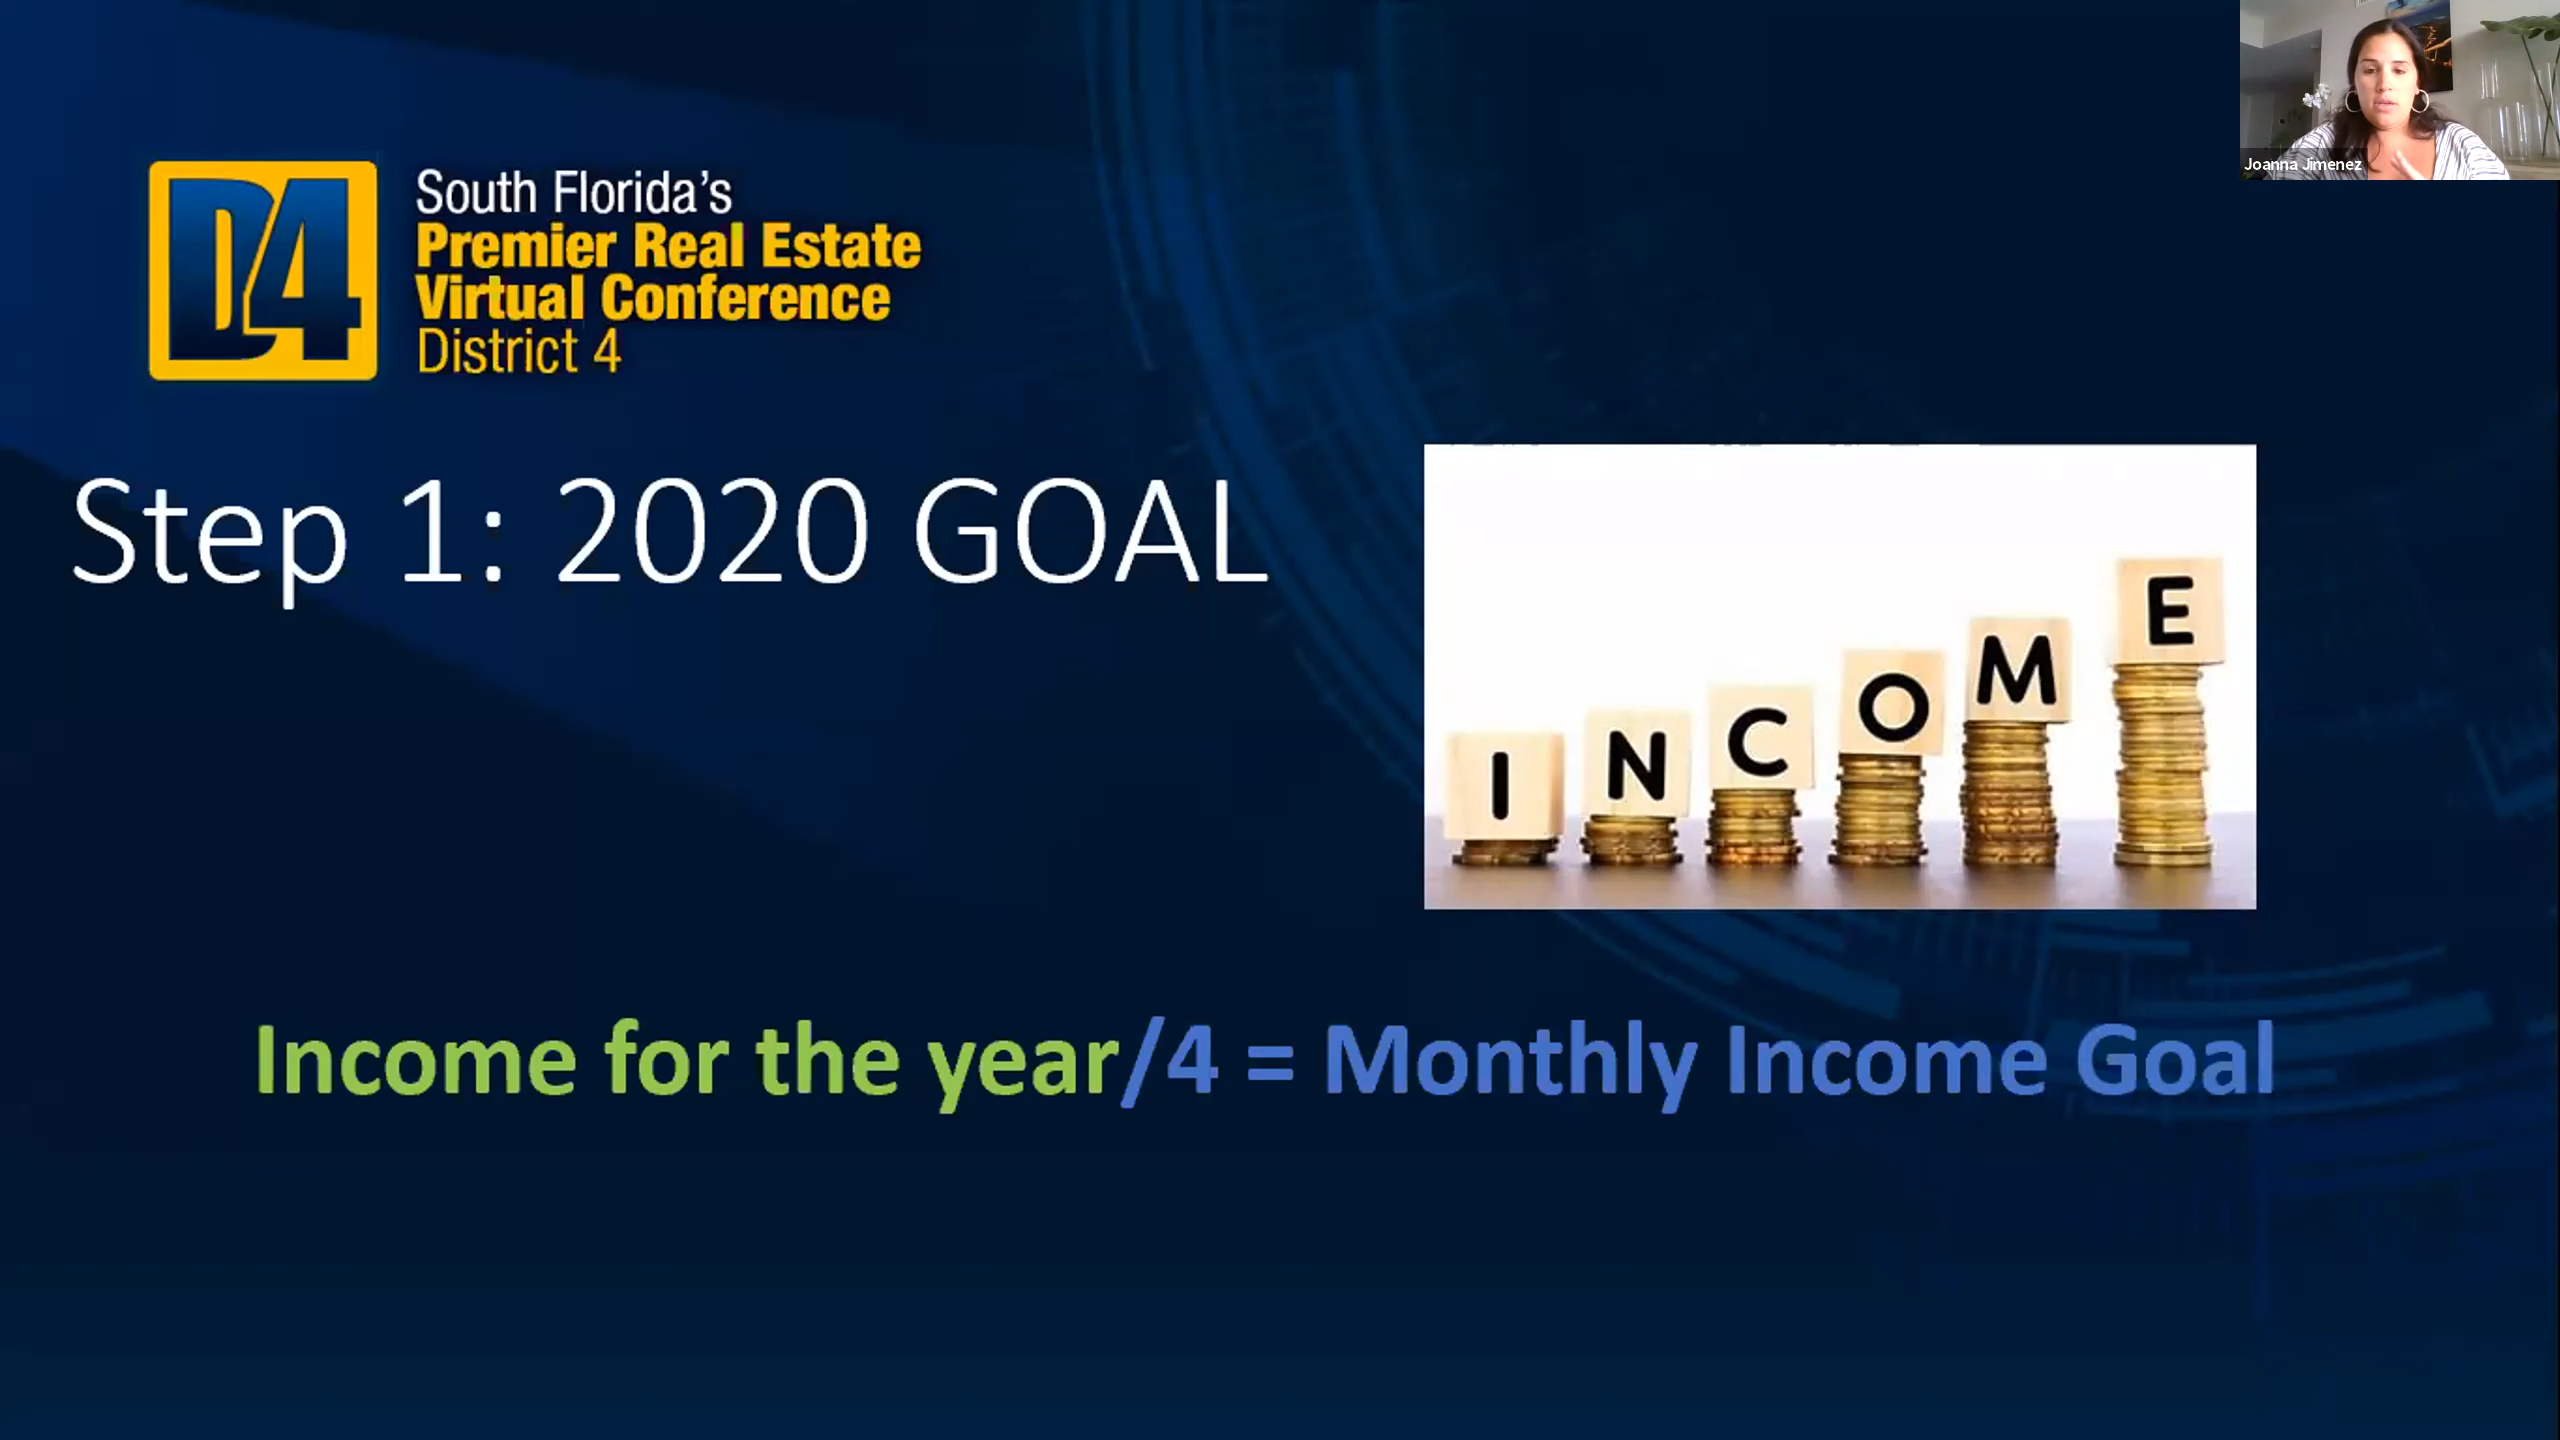 Joanna Jimenez
D4
South Florida's
Premier Real Estate
Virtual Conference
District 4
Step 1: 2020 GOAL
INCOME
Income for the year/4 = Monthly Income Goal